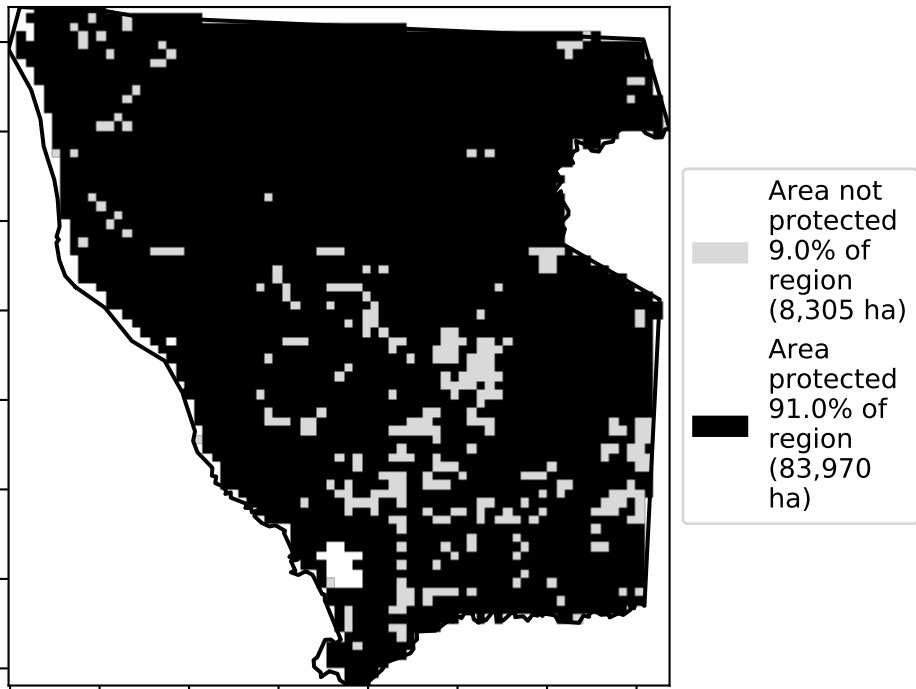 Area not
protected
9.0% of
region
(8,305 ha)
Area
protected
91.0% of
region
(83,970
ha)